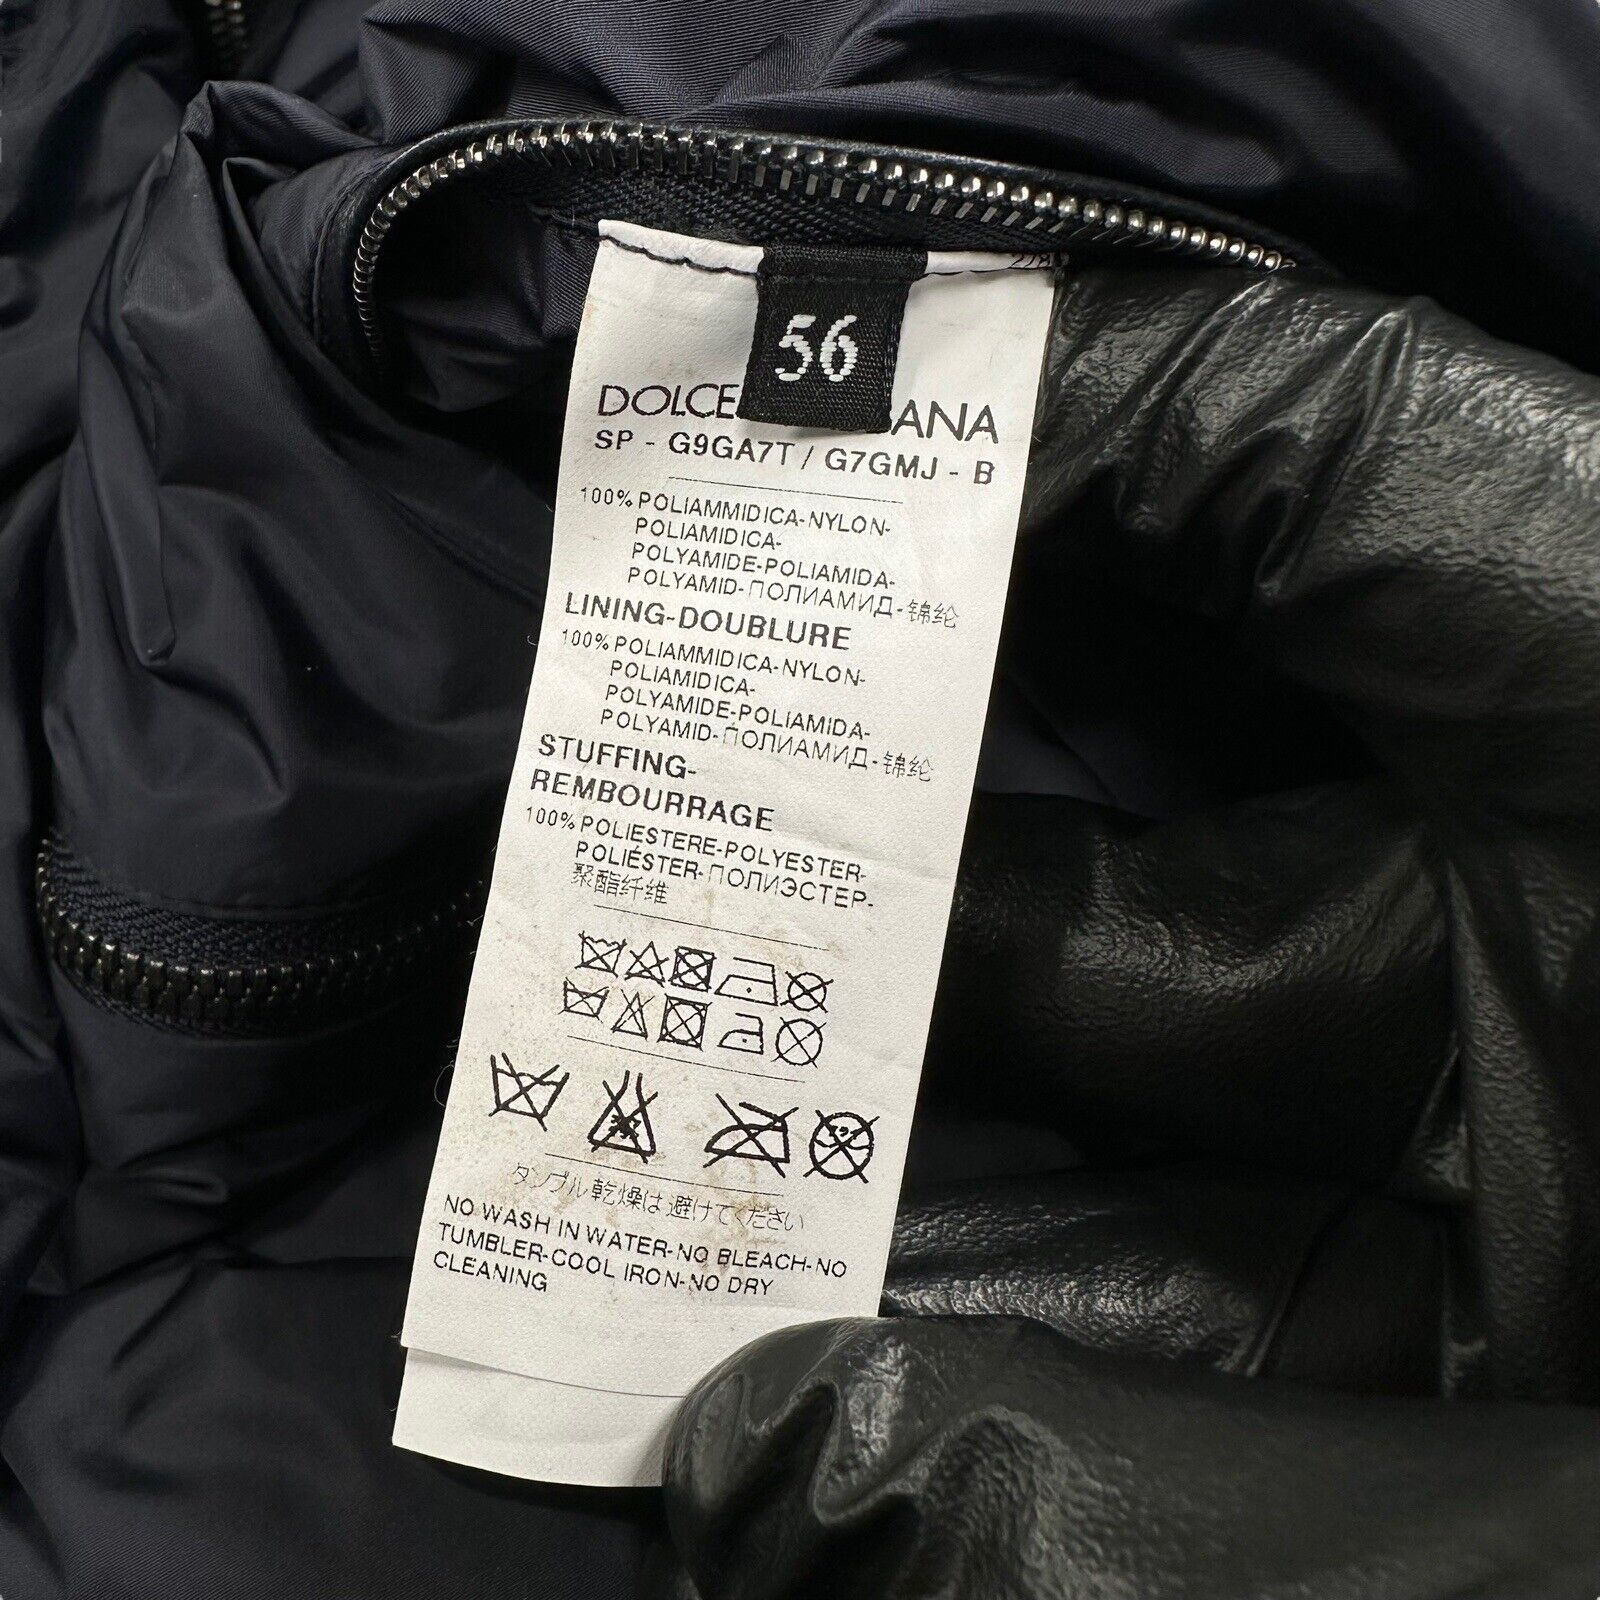 56
DOLCE ANA
SP - G9GA7T / G7GMJ - B
100% POLIAMMIDICA-NYLON-
POLIAMIDICA-
POLYAMIDE-POLIAMIDA-
POLYAMID-ПОЛИАМИД-锦纶
LINING-DOUBLURE
100% POLIAMMIDICA-NYLON-
POLIAMIDICA-
POLYAMIDE-POLIAMIDA-
POLYAMID-ПОЛИАМИД-锦纶
STUFFING-
REMBOURRAGE
100% POLIESTERE-POLYESTER-
POLIÉSTER-ПОЛИЭСТЕР-
聚酯纤维
タンブル乾燥は避けてください
NO WASH IN WATER-NO BLEACH-NO
TUMBLER-COOL IRON-NO DRY
CLEANING